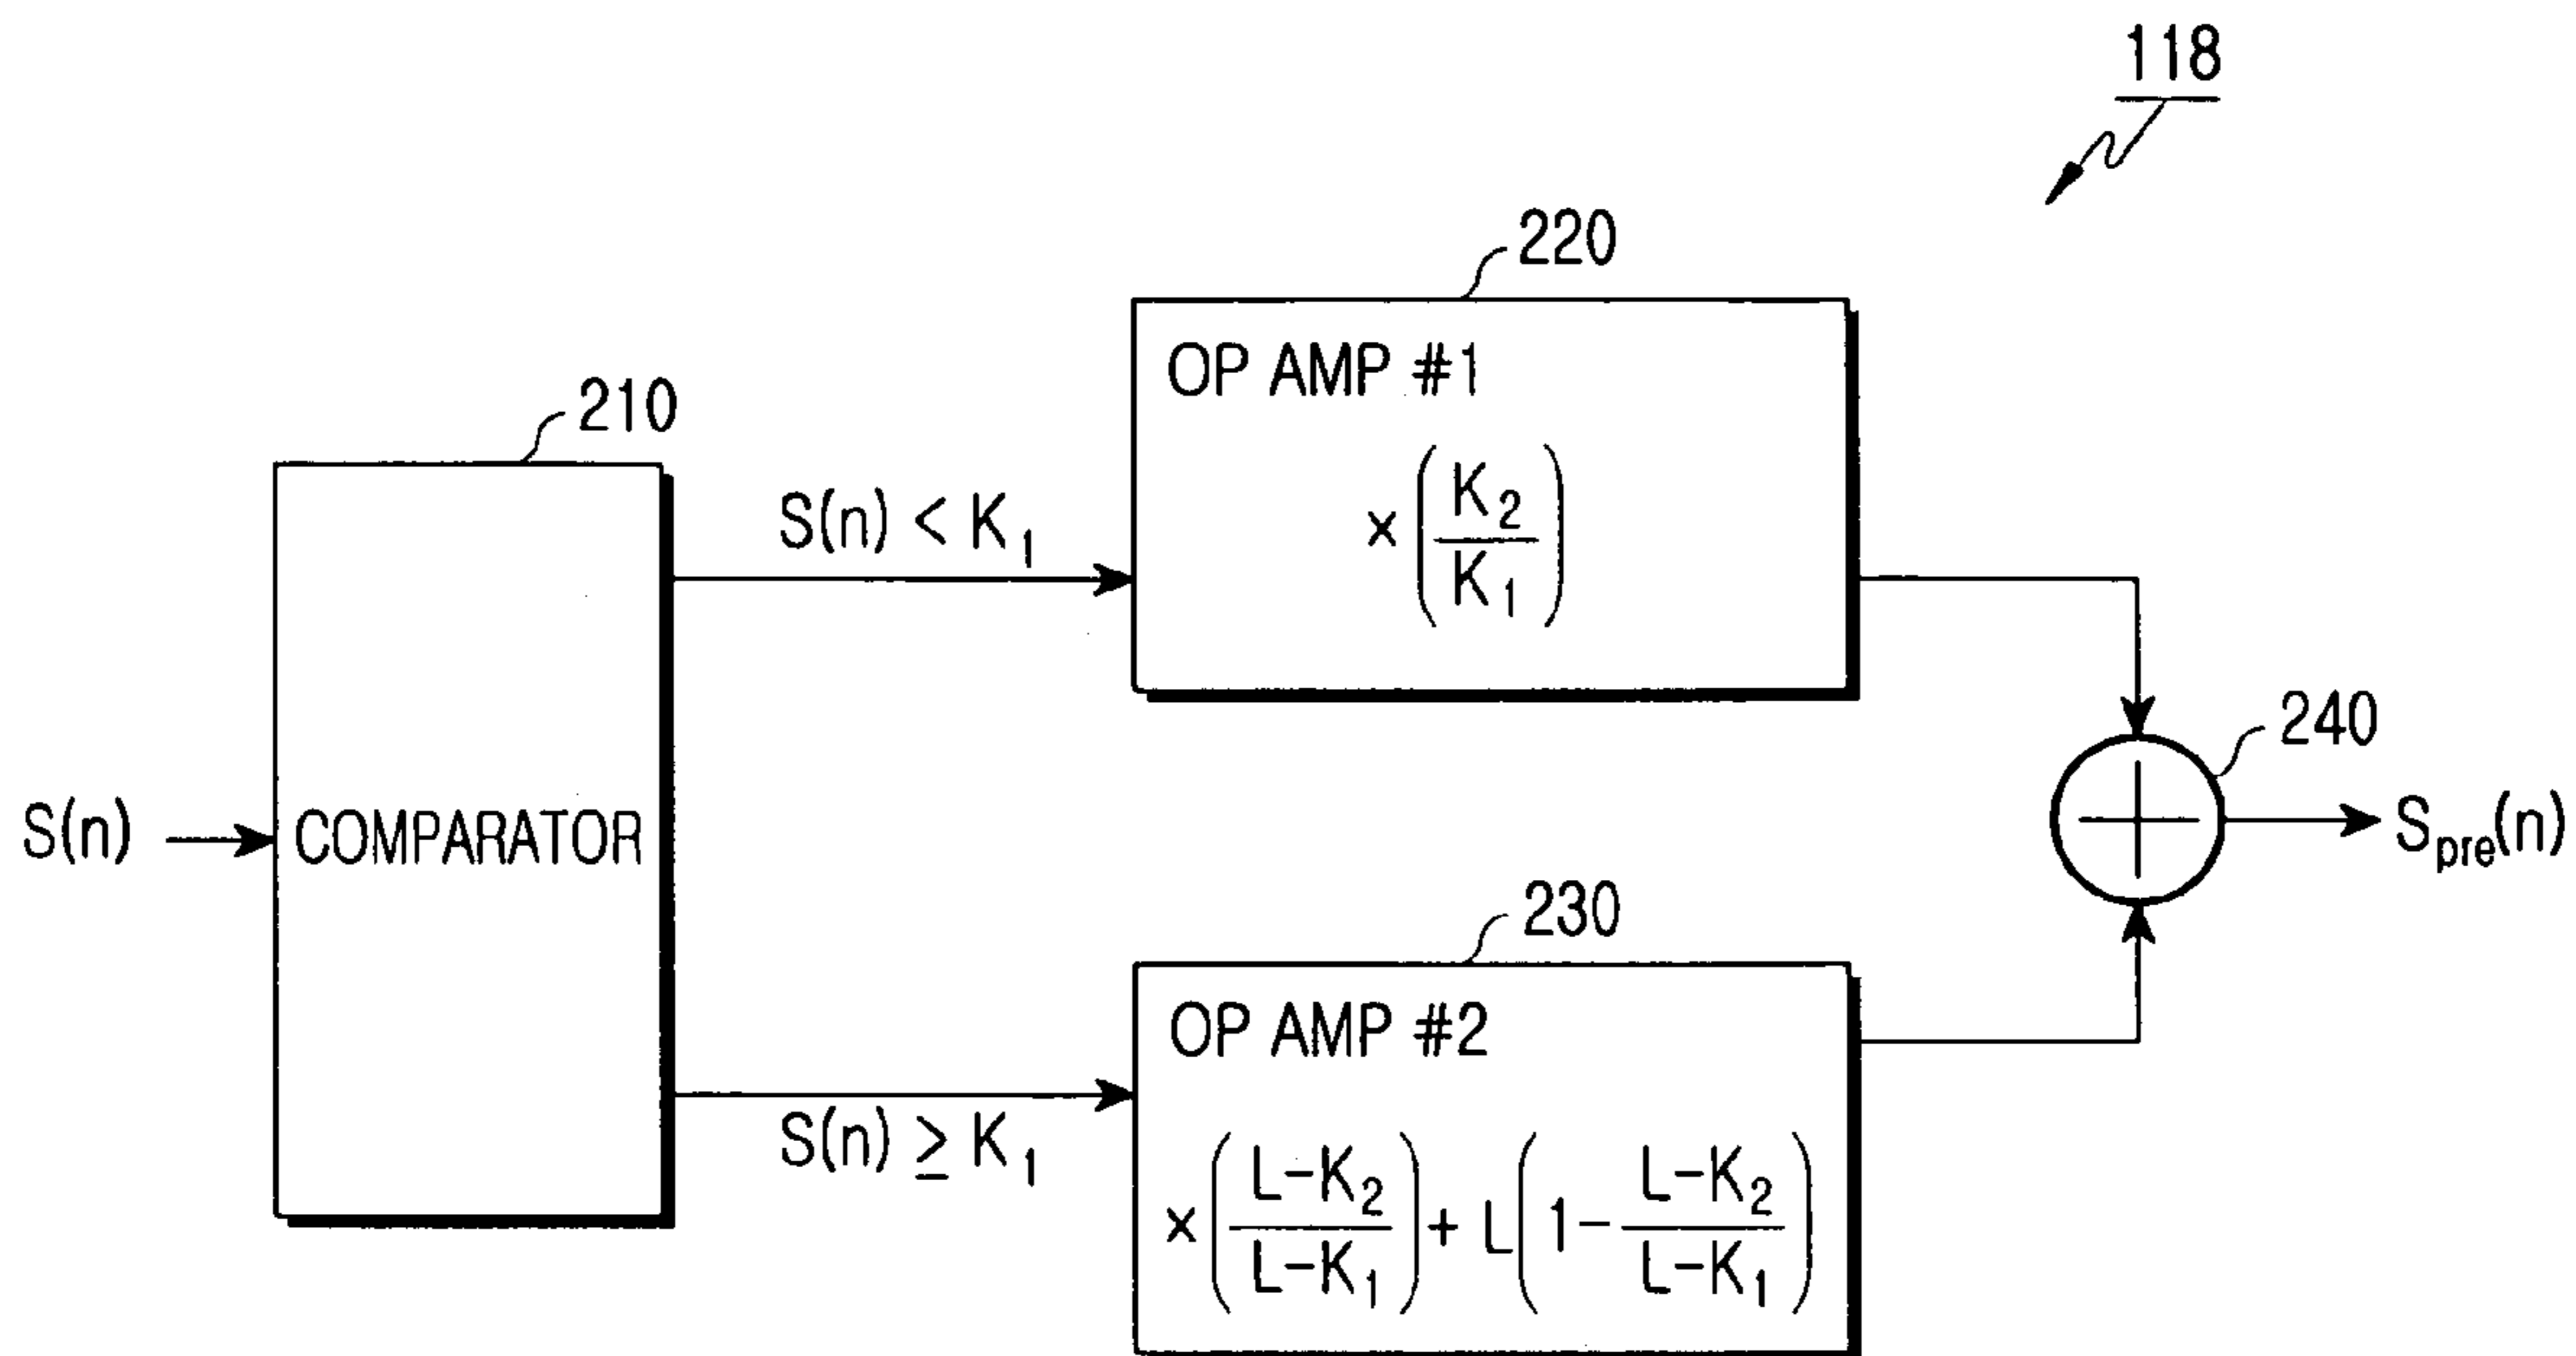 118
220
OP AMP #1
× (K₂/K₁)
210
S(n) < K₁
S(n)
COMPARATOR
240
Sₚᵣₑ(n)
S(n) ≥ K₁
230
OP AMP #2
× (L-K₂/L-K₁) + L(1 - L-K₂/L-K₁)